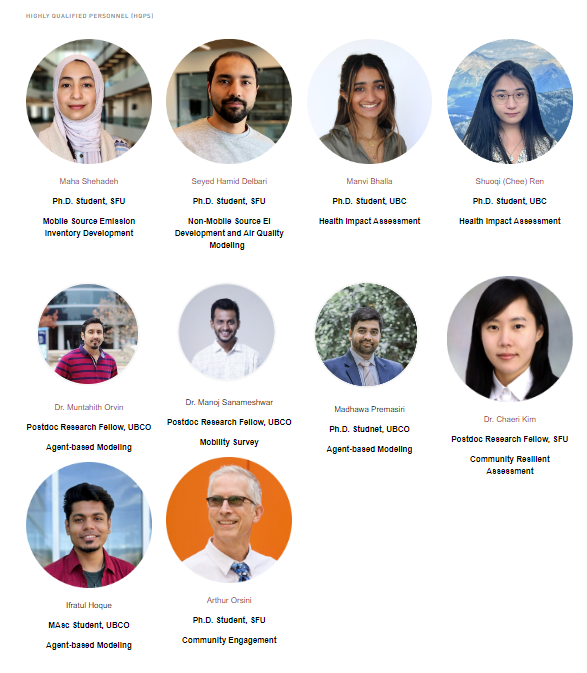 HIGHLY QUALIFIED PERSONNEL (HQPS)
Maha Shehadeh
Ph.D. Student, SFU
Mobile Source Emission
Inventory Development
Seyed Hamid Delbari
Ph.D. Student, SFU
Non-Mobile Source EI
Development and Air Quality
Modeling
Manvi Bhalla
Ph.D. Student, UBC
Health Impact Assessment
Shuoqi (Chee) Ren
Ph.D. Student, UBC
Health Impact Assessment
Dr. Muntahith Orvin
Postdoc Research Fellow, UBCO
Agent-based Modeling
Dr. Manoj Sanameshwar
Postdoc Research Fellow, UBCO
Mobility Survey
Madhawa Premasiri
Ph.D. Studnet, UBCO
Agent-based Modeling
Dr. Chaeri Kim
Postdoc Research Fellow, SFU
Community Resilient
Assessment
Ifratul Hoque
MAsc Student, UBCO
Agent-based Modeling
Arthur Orsini
Ph.D. Student, SFU
Community Engagement